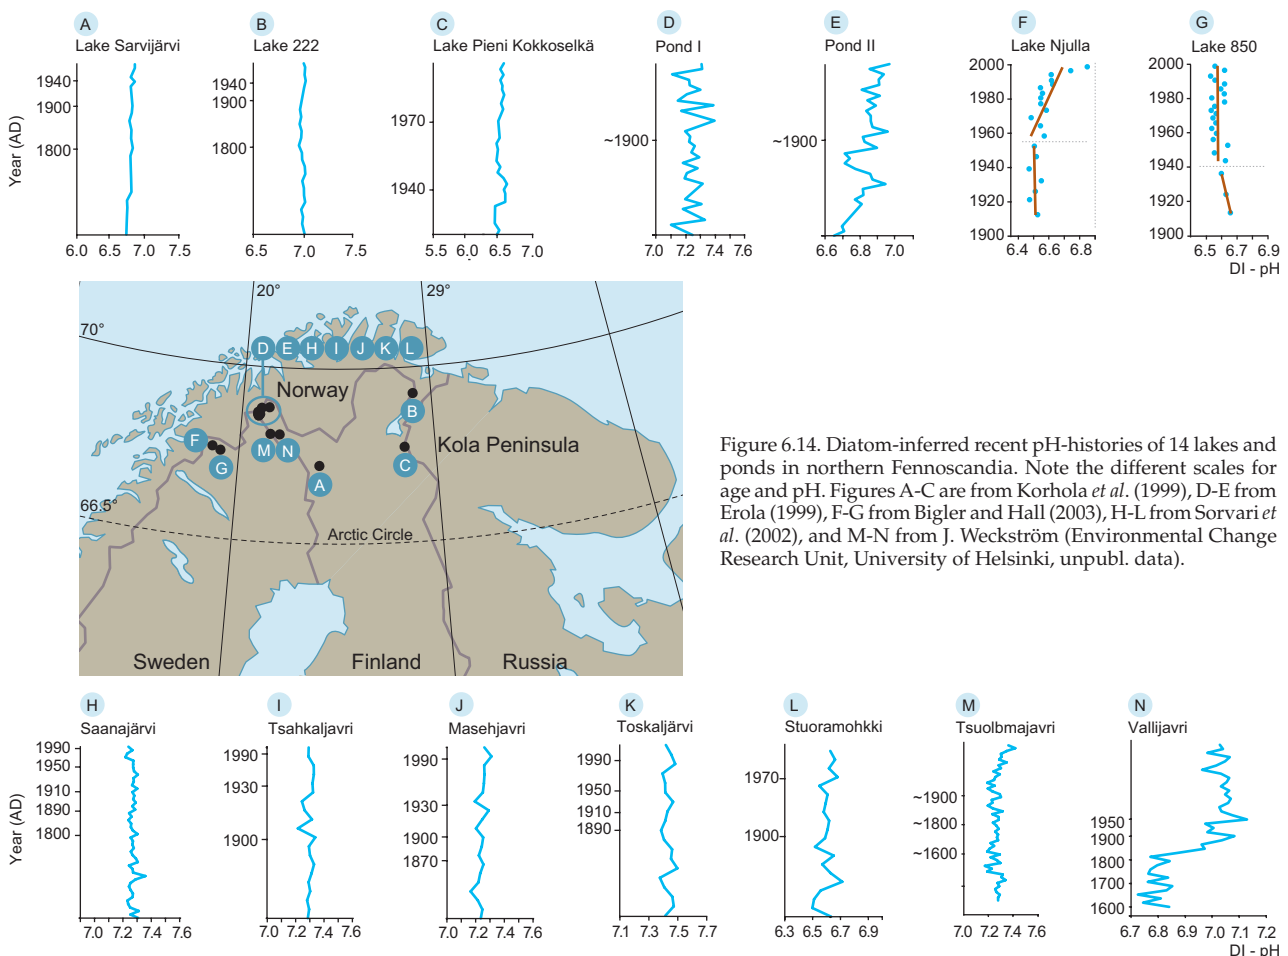 A
B
C
D
E
F
G
Lake Sarvijärvi
Lake 222
Lake Pieni Kokkoselkä
Pond I
Pond II
Lake Njulla
Lake 850
Year (AD)
1940
1900
1800
6.0 6.5 7.0 7.5
1940
1900
1800
6.5 7.0 7.5
1970
1940
5.5 6.0 6.5 7.0
~1900
7.0 7.2 7.4 7.6
~1900
6.6 6.8 7.0
2000
1980
1960
1940
1920
1900
6.4 6.6 6.8
2000
1980
1960
1940
1920
1900
6.5 6.7 6.9
DI - pH
20°
29°
70°
D E H I J K L
Norway
B
F
M N
Kola Peninsula
G
C
A
66.5°
Arctic Circle
Sweden
Finland
Russia
Figure 6.14. Diatom-inferred recent pH-histories of 14 lakes and
ponds in northern Fennoscandia. Note the different scales for
age and pH. Figures A-C are from Korhola et al. (1999), D-E from
Erola (1999), F-G from Bigler and Hall (2003), H-L from Sorvari et
al. (2002), and M-N from J. Weckström (Environmental Change
Research Unit, University of Helsinki, unpubl. data).
H
I
J
K
L
M
N
Saanajärvi
Tsahkaljavri
Masehjavri
Toskaljärvi
Stuoramohkki
Tsuolbmajavri
Vallijavri
Year (AD)
1990
1950
1910
1890
1800
7.0 7.2 7.4 7.6
1990
1930
1900
7.0 7.2 7.4 7.6
1990
1930
1900
1870
7.0 7.2 7.4 7.6
1990
1950
1910
1890
7.1 7.3 7.5 7.7
1970
1900
6.3 6.5 6.7 6.9
~1900
~1800
~1600
7.0 7.2 7.4 7.6
1950
1900
1800
1700
1600
6.7 6.8 6.9 7.0 7.1 7.2
DI - pH